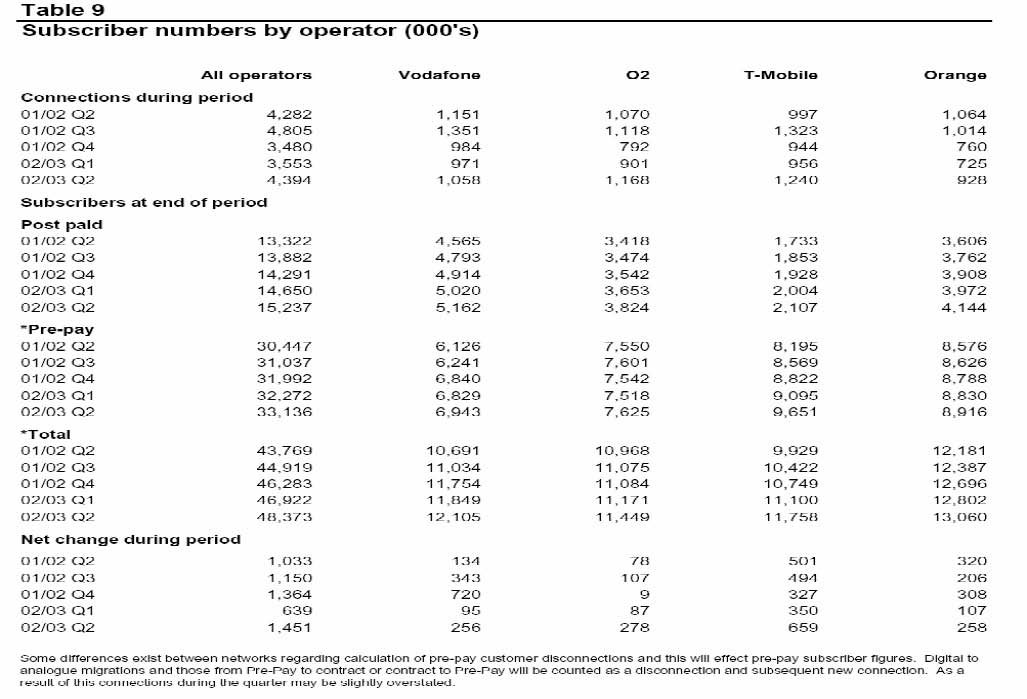 Table 9
Subscriber numbers by operator (000's)
All operators Vodafone O2 T-Mobile Orange
Connections during period
01/02 Q2 4,282 1,151 1,070 997 1,064
01/02 Q3 4,805 1,351 1,118 1,323 1,014
01/02 Q4 3,480 984 792 944 760
02/03 Q1 3,553 971 901 956 725
02/03 Q2 4,394 1,058 1,168 1,240 928
Subscribers at end of period
Post paid
01/02 Q2 13,322 4,565 3,418 1,733 3,606
01/02 Q3 13,882 4,793 3,474 1,853 3,762
01/02 Q4 14,291 4,914 3,542 1,928 3,908
02/03 Q1 14,650 5,020 3,653 2,004 3,972
02/03 Q2 15,237 5,162 3,824 2,107 4,144
*Pre-pay
01/02 Q2 30,447 6,126 7,550 8,195 8,576
01/02 Q3 31,037 6,241 7,601 8,569 8,626
01/02 Q4 31,992 6,840 7,542 8,822 8,788
02/03 Q1 32,272 6,829 7,518 9,095 8,830
02/03 Q2 33,136 6,943 7,625 9,651 8,916
*Total
01/02 Q2 43,769 10,691 10,968 9,929 12,181
01/02 Q3 44,919 11,034 11,075 10,422 12,387
01/02 Q4 46,283 11,754 11,084 10,749 12,696
02/03 Q1 46,922 11,849 11,171 11,100 12,802
02/03 Q2 48,373 12,105 11,449 11,758 13,060
Net change during period
01/02 Q2 1,033 134 78 501 320
01/02 Q3 1,150 343 107 494 206
01/02 Q4 1,364 720 9 327 308
02/03 Q1 639 95 87 350 107
02/03 Q2 1,451 256 278 659 258
Some differences exist between networks regarding calculation of pre-pay customer disconnections and this will effect pre-pay subscriber figures. Digital to
analogue migrations and those from Pre-Pay to contract or contract to Pre-Pay will be counted as a disconnection and subsequent new connection. As a
result of this connections during the quarter may be slightly overstated.